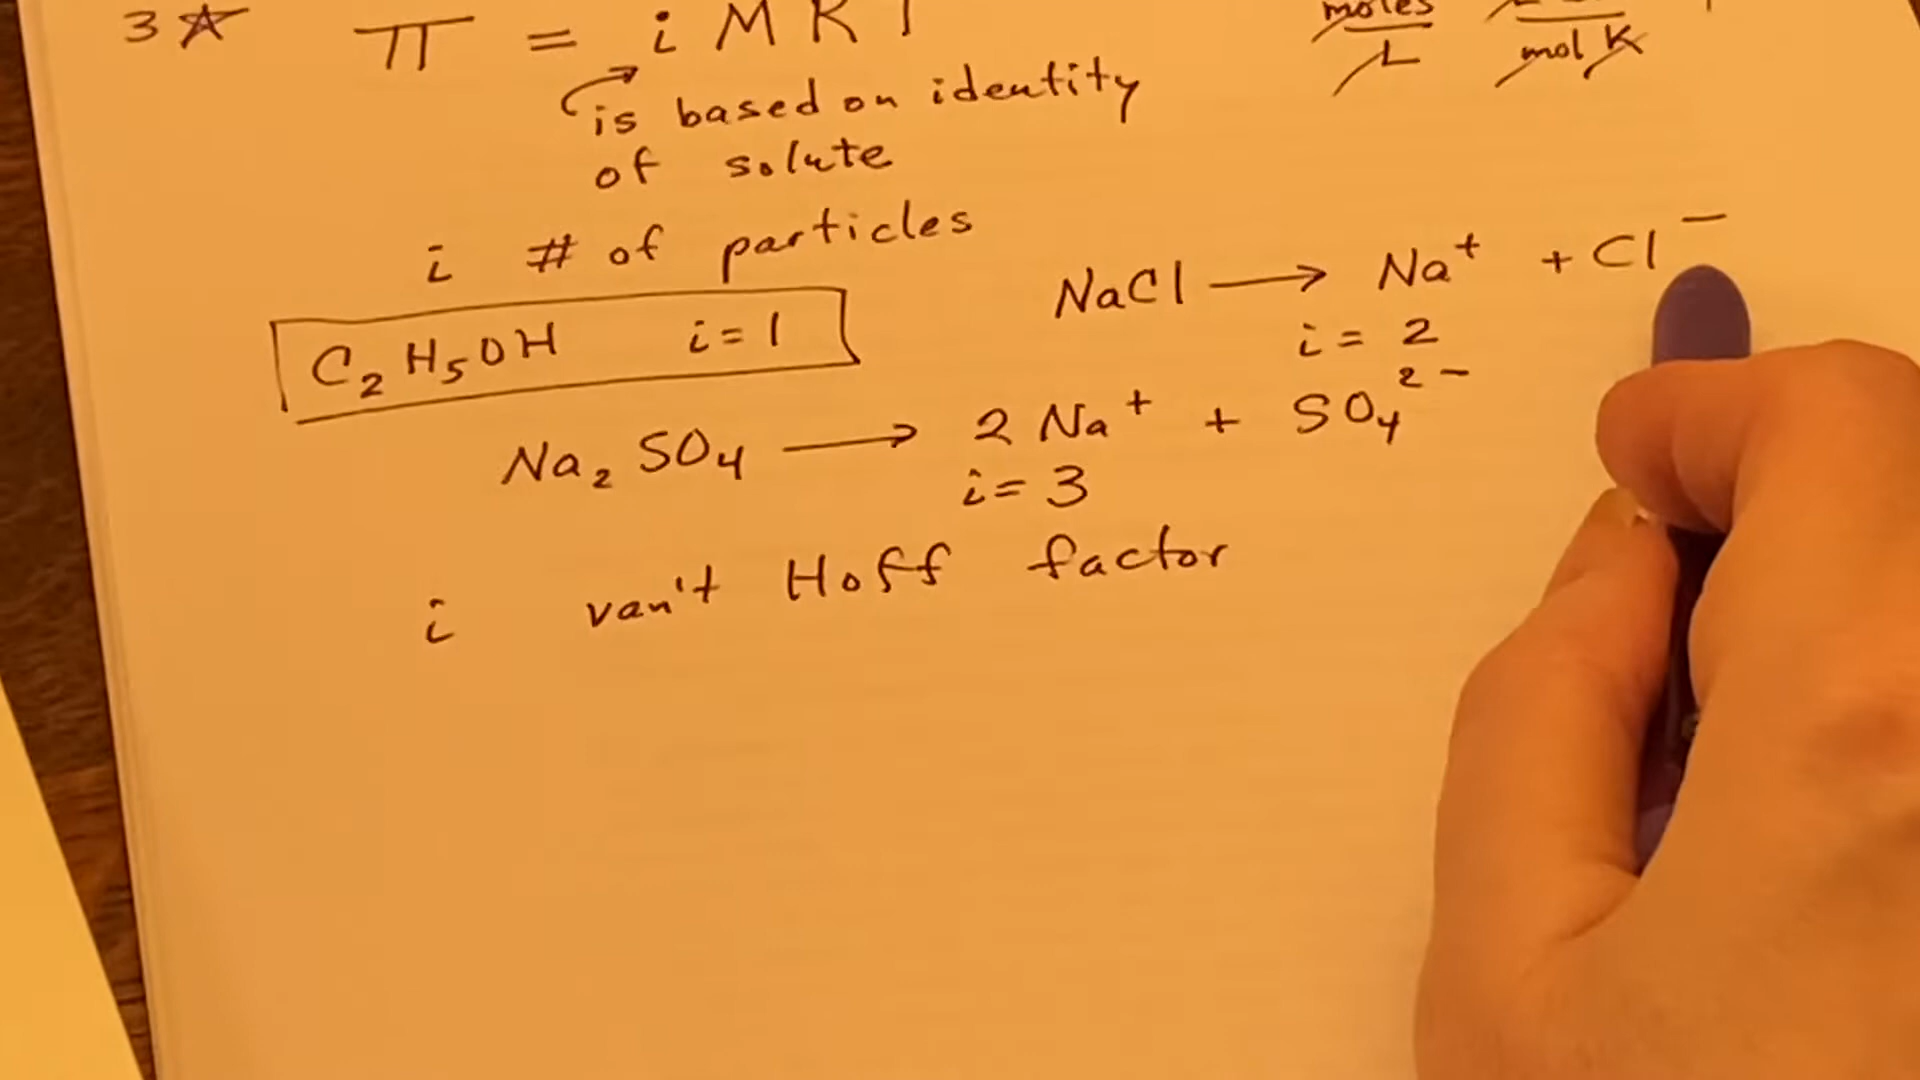 3☆ π = i M R T
moles / L
mol K
is based on identity
of solute
i # of particles
NaCl ⟶ Na⁺ + Cl⁻
i = 2
C₂H₅OH i = 1
Na₂SO₄ ⟶ 2 Na⁺ + SO₄²⁻
i = 3
i van't Hoff factor